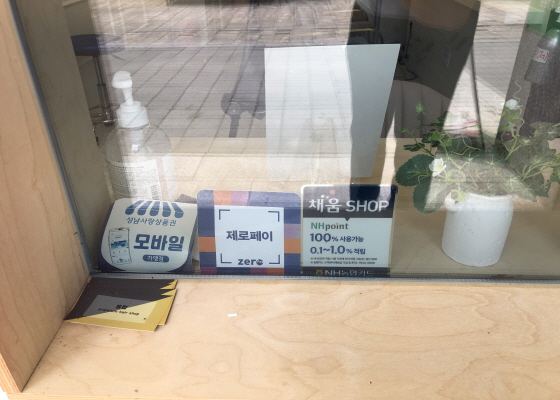 성남사랑상품권
모바일
가맹점
제로페이
zero
채움 SHOP
NHpoint
100% 사용가능
0.1~1.0% 적립
NH농협카드